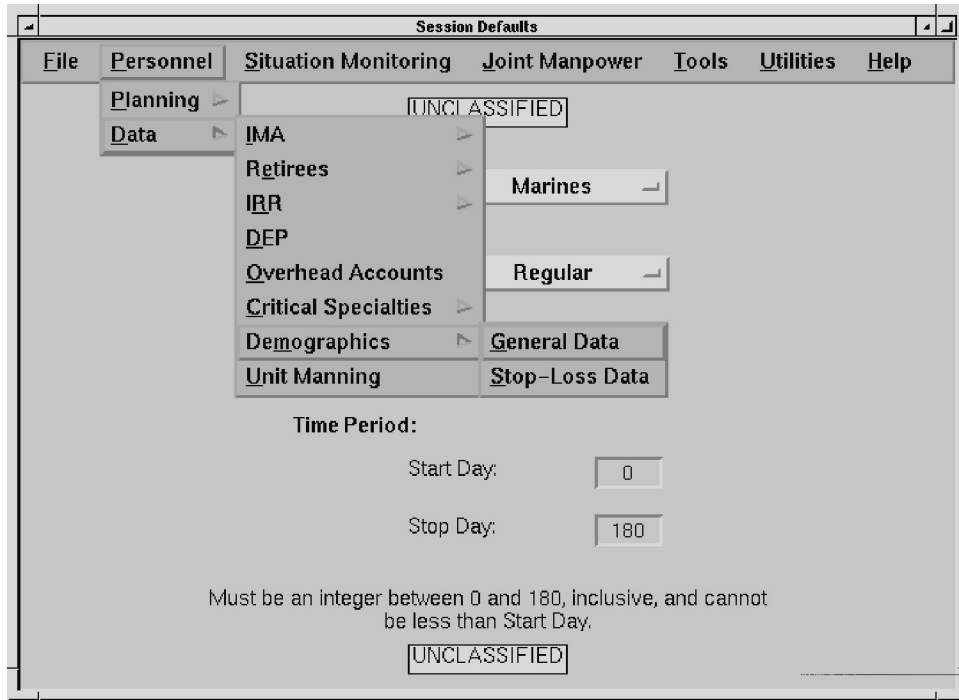 Session Defaults
File Personnel Situation Monitoring Joint Manpower Tools Utilities Help
Planning
UNCLASSIFIED
Data
IMA
Retirees
Marines
IRR
DEP
Overhead Accounts
Regular
Critical Specialties
Demographics
General Data
Unit Manning
Stop-Loss Data
Time Period:
Start Day: 0
Stop Day: 180
Must be an integer between 0 and 180, inclusive, and cannot
be less than Start Day.
UNCLASSIFIED